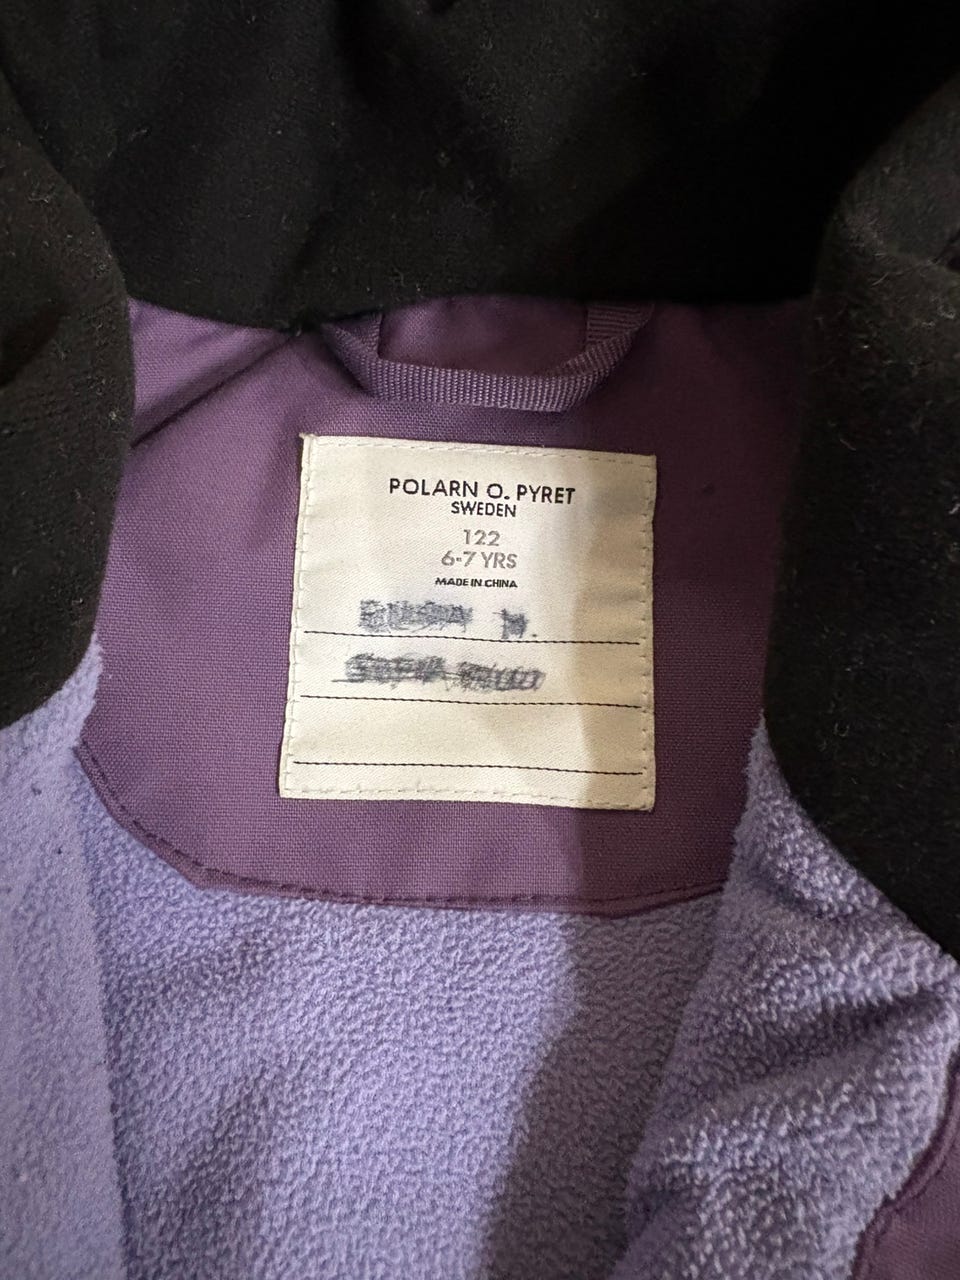 POLARN O. PYRET
SWEDEN
122
6-7 YRS
MADE IN CHINA